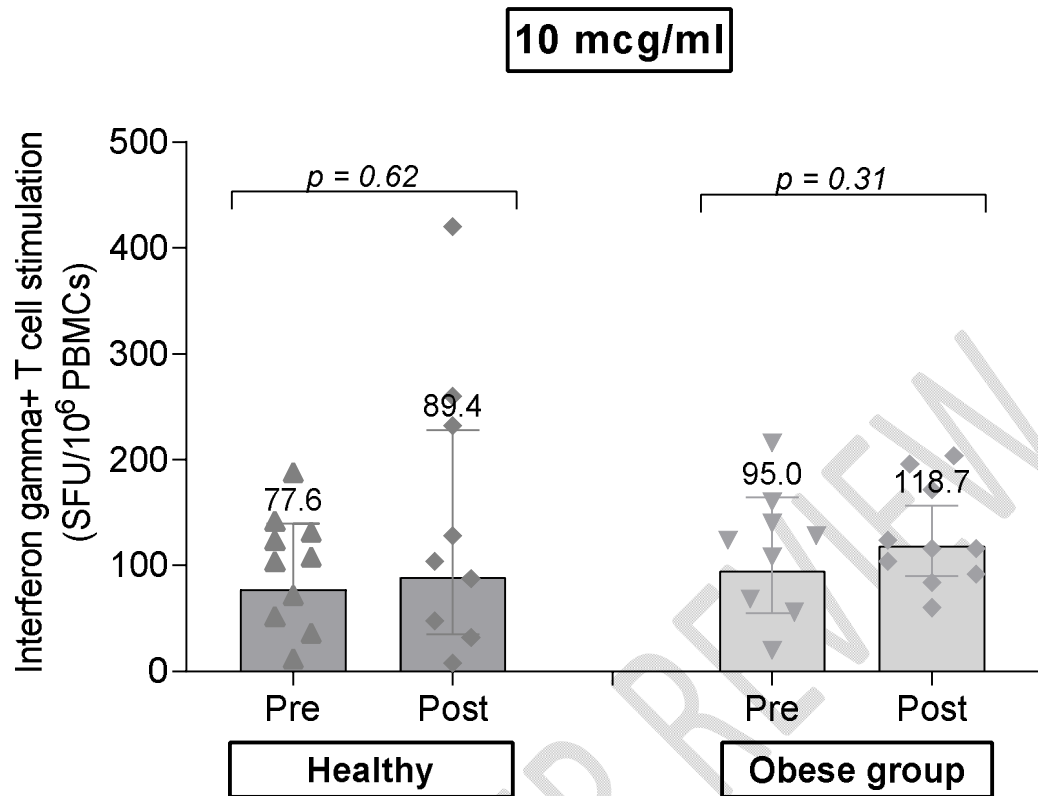 10 mcg/ml
Interferon gamma+ T cell stimulation
(SFU/10⁶ PBMCs)
500
400
300
200
100
0
p = 0.62
p = 0.31
77.6
89.4
95.0
118.7
Pre
Post
Pre
Post
Healthy
Obese group
REVIEW